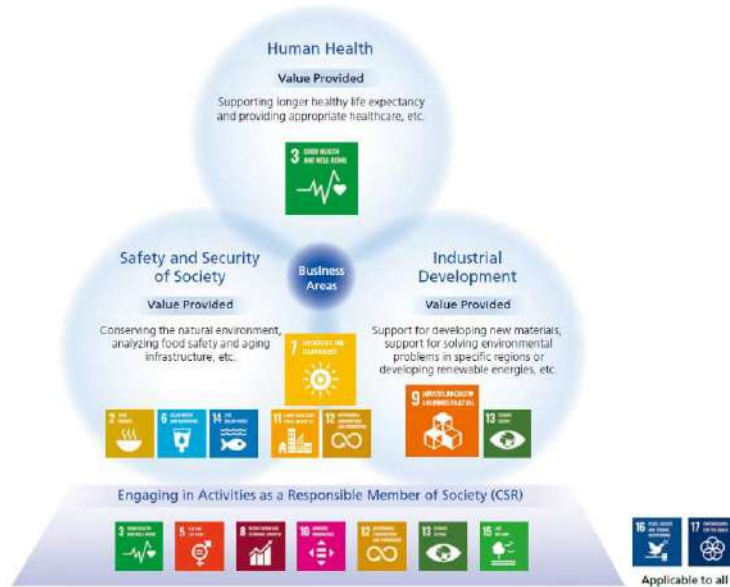 Human Health
Value Provided
Supporting longer healthy life expectancy
and providing appropriate healthcare, etc.
3 GOOD HEALTH
AND WELL-BEING
Safety and Security
of Society
Value Provided
Conserving the natural environment,
analyzing food safety and aging
infrastructure, etc.
Business
Areas
Industrial
Development
Value Provided
Support for developing new materials,
support for solving environmental
problems in specific regions or
developing renewable energies, etc.
7
2
6
14
11
12
9
13
Engaging in Activities as a Responsible Member of Society (CSR)
3
5
8
10
12
13
15
16
17
Applicable to all